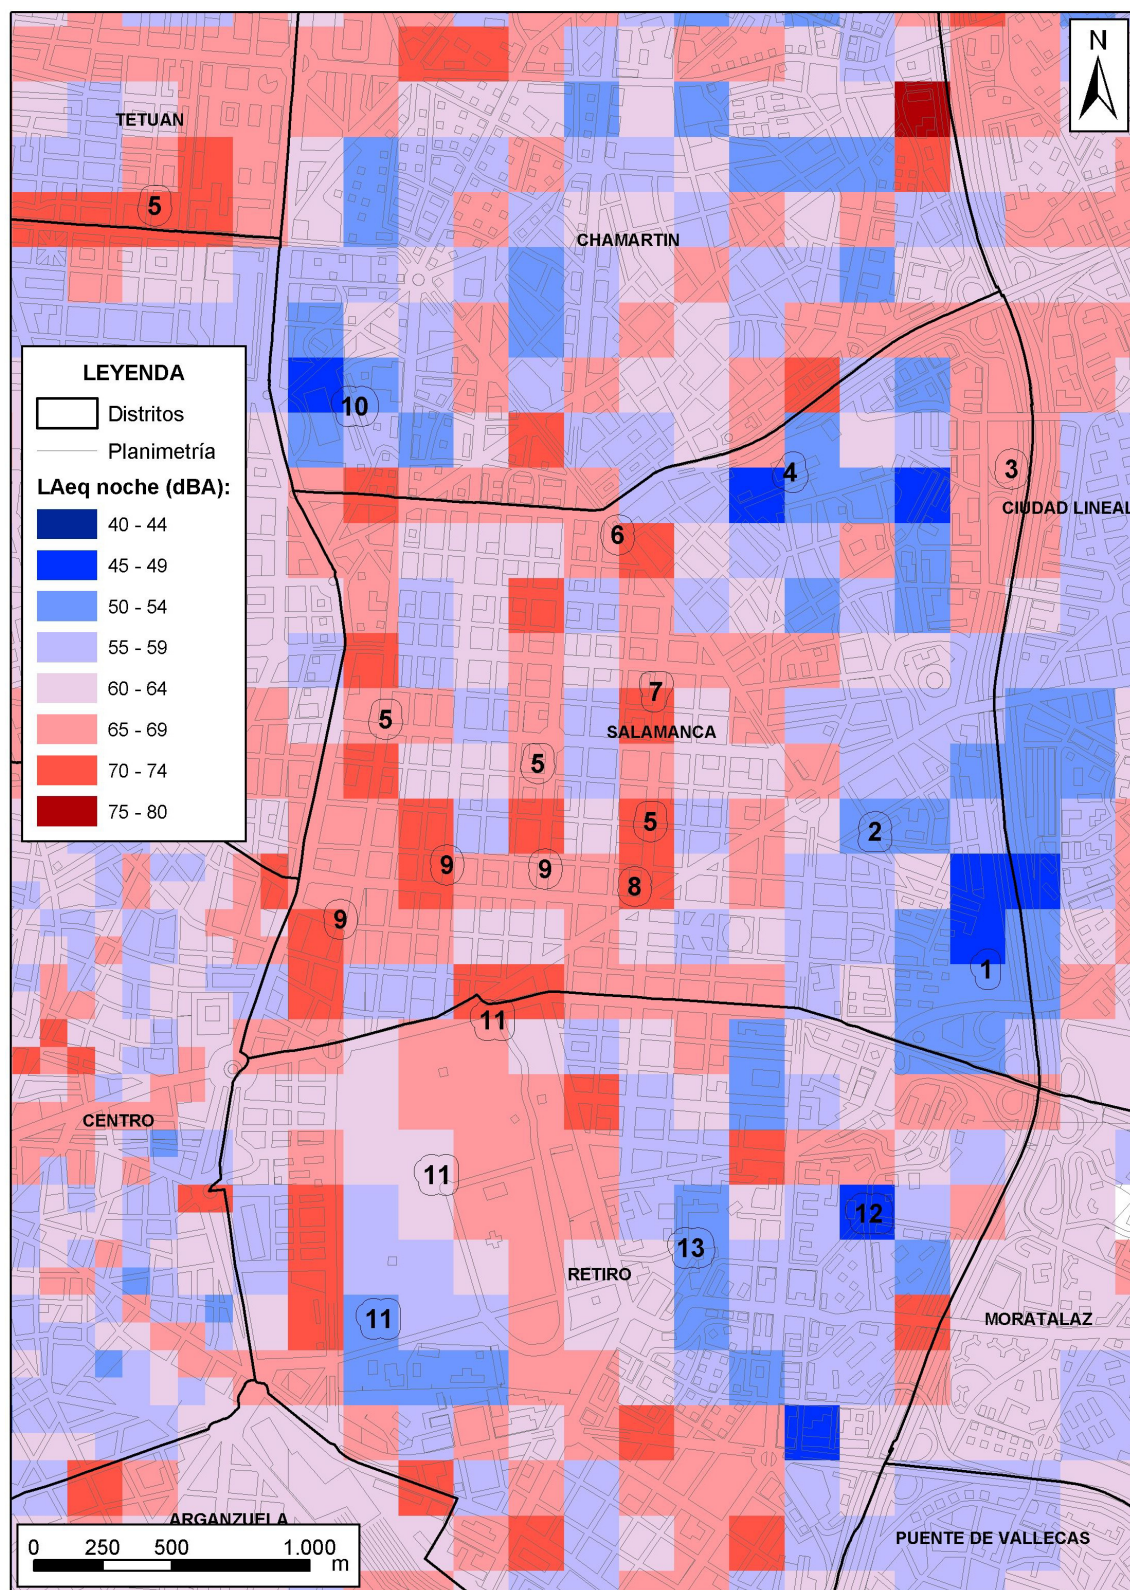 N
TETUAN
5
CHAMARTIN
LEYENDA
Distritos
Planimetría
LAeq noche (dBA):
40 - 44
45 - 49
50 - 54
55 - 59
60 - 64
65 - 69
70 - 74
75 - 80
10
4
3
CIUDAD LINEAL
6
7
5
SALAMANCA
5
5
2
9
9
8
9
1
11
CENTRO
11
12
13
RETIRO
11
MORATALAZ
ARGANZUELA
PUENTE DE VALLECAS
0 250 500 1.000
m